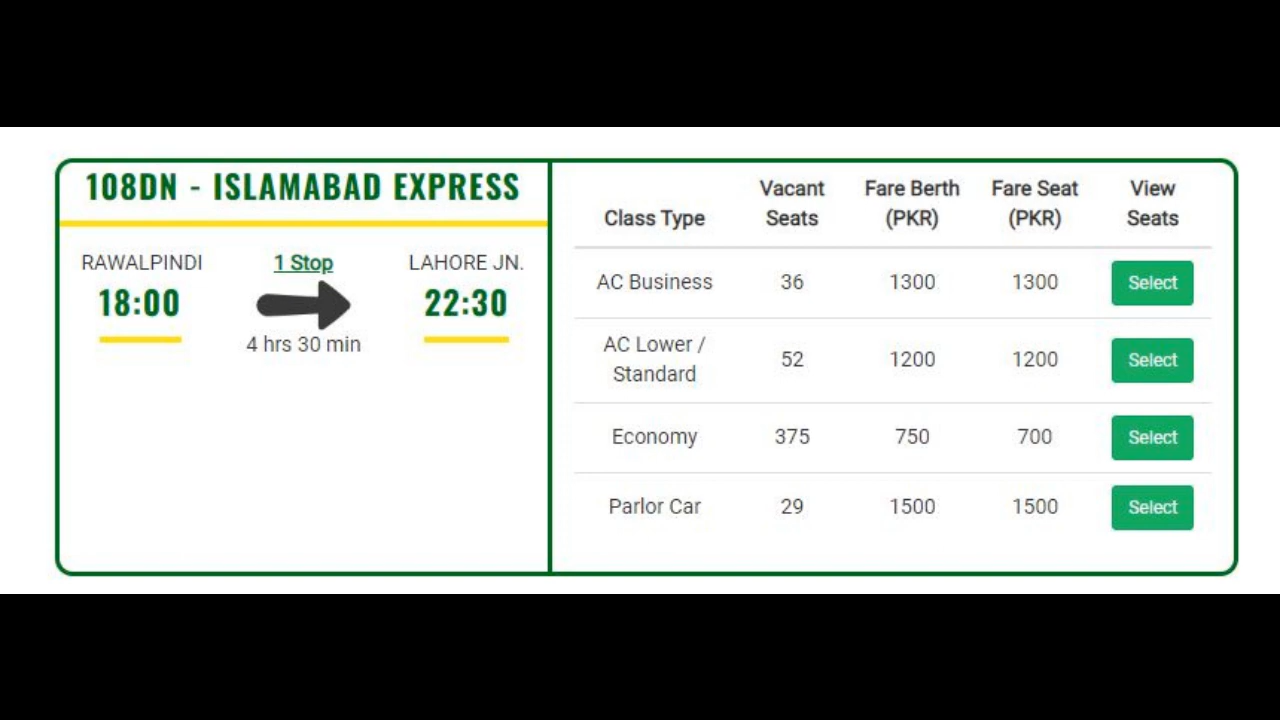 108DN - ISLAMABAD EXPRESS
RAWALPINDI
18:00
1 Stop
4 hrs 30 min
LAHORE JN.
22:30
Class Type Vacant Seats Fare Berth (PKR) Fare Seat (PKR) View Seats
AC Business 36 1300 1300 Select
AC Lower / Standard 52 1200 1200 Select
Economy 375 750 700 Select
Parlor Car 29 1500 1500 Select